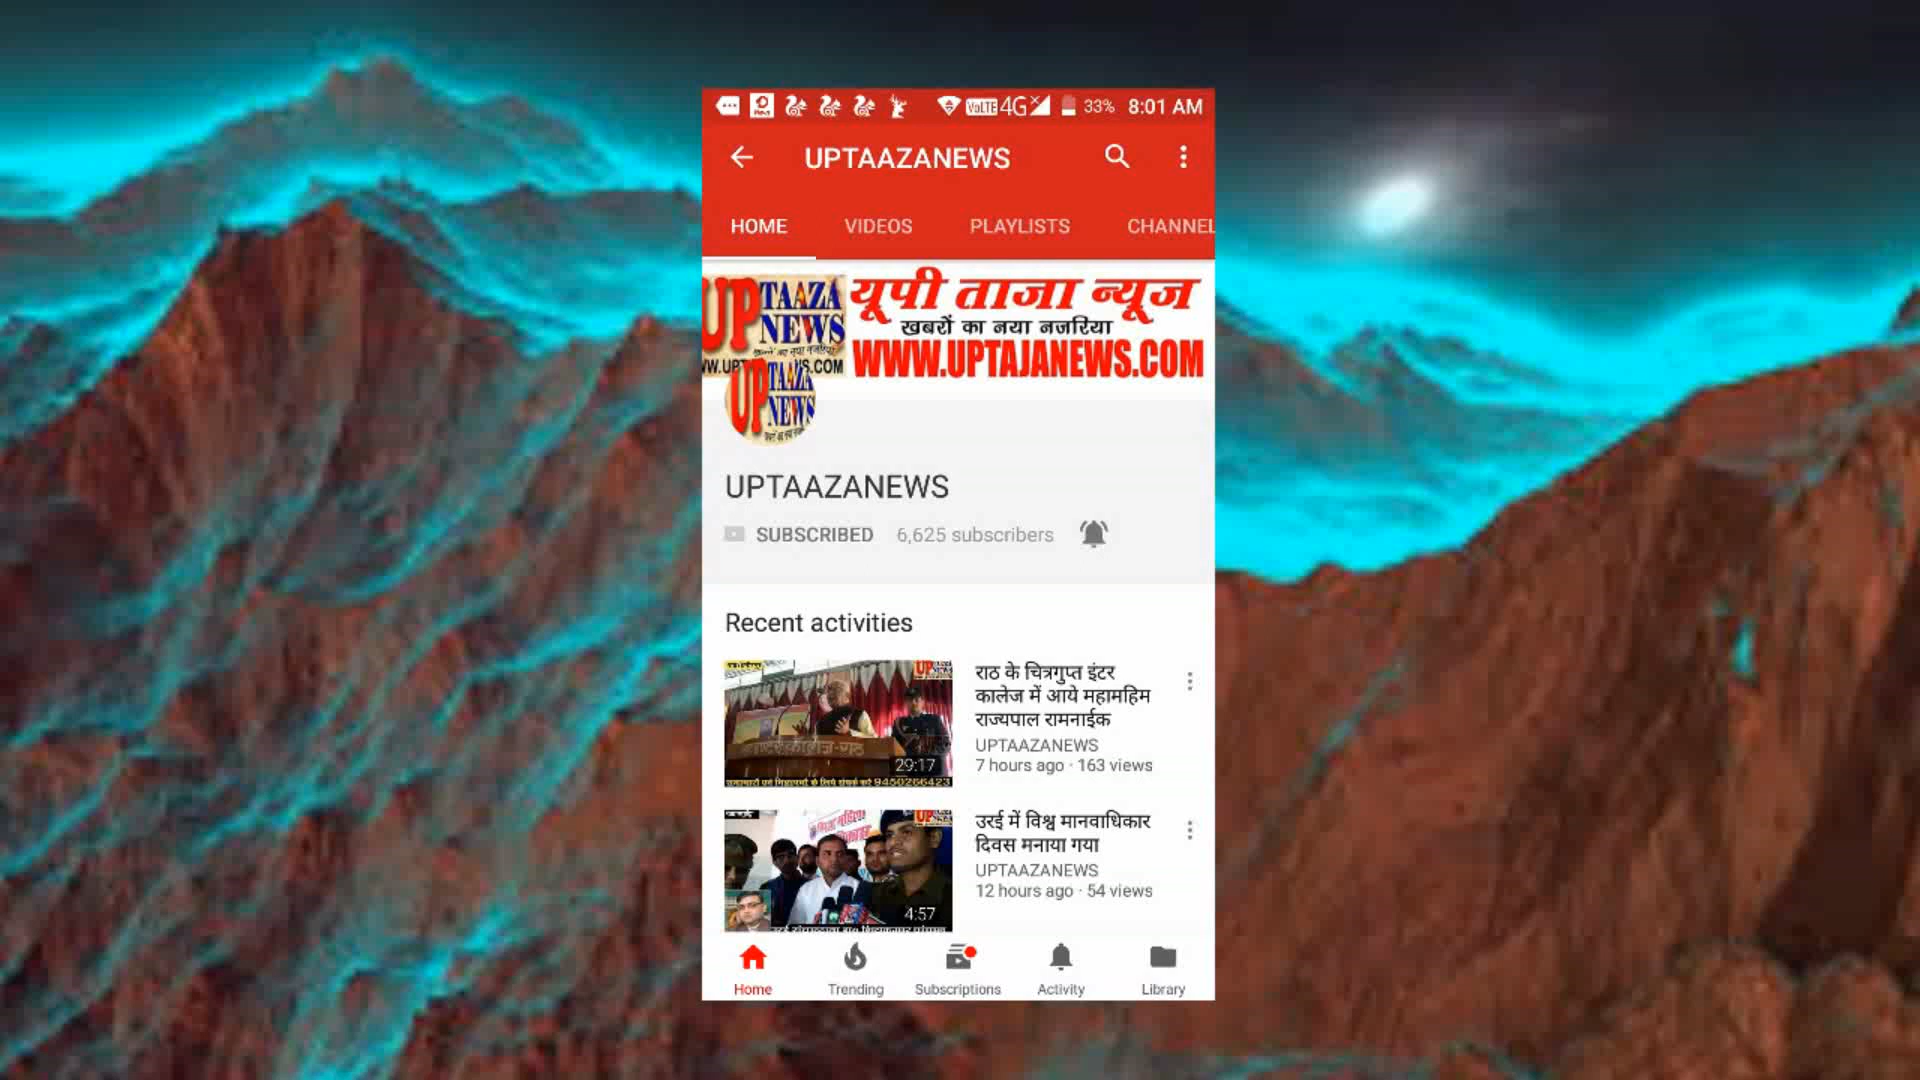 VoLTE 4G 33% 8:01 AM
UPTAAZANEWS
HOME VIDEOS PLAYLISTS CHANNEL
UP TAAZA NEWS
यूपी ताजा न्यूज
खबरों का नया नजरिया
WWW.UPTAJANEWS.COM
UP TAAZA NEWS
UPTAAZANEWS
SUBSCRIBED 6,625 subscribers
Recent activities
राठ के चित्रगुप्त इंटर
कालेज में आये महामहिम
राज्यपाल रामनाईक
UPTAAZANEWS
7 hours ago · 163 views
29:17
उरई में विश्व मानवाधिकार
दिवस मनाया गया
UPTAAZANEWS
12 hours ago · 54 views
4:57
Home Trending Subscriptions Activity Library